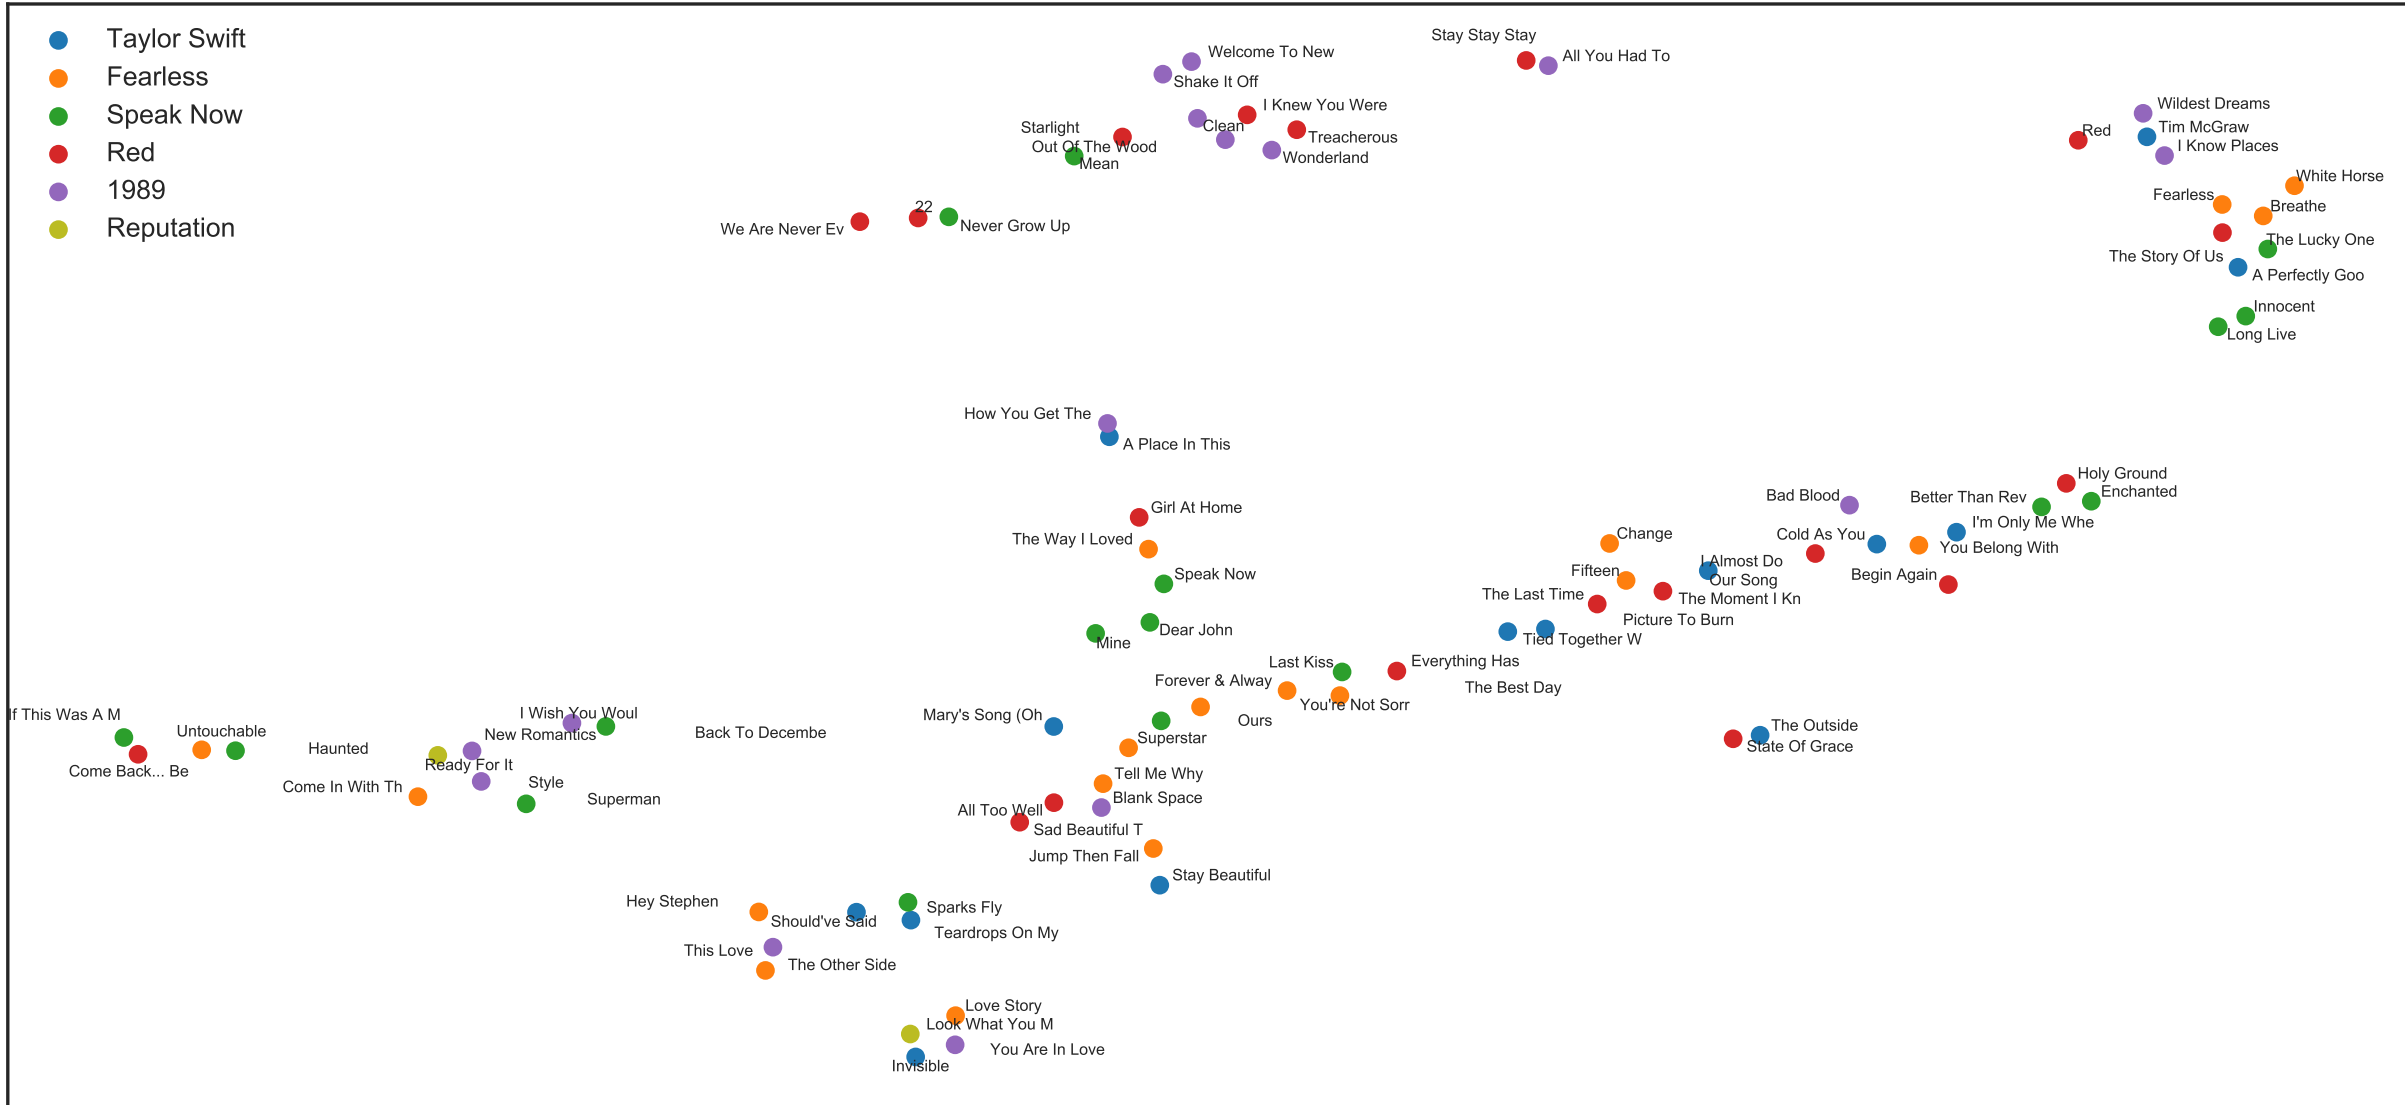 Taylor Swift
Fearless
Speak Now
Red
1989
Reputation
Stay Stay Stay
Welcome To New
All You Had To
Shake It Off
I Knew You Were
Wildest Dreams
Starlight
Clean
Tim McGraw
Red
Treacherous
Out Of The Wood
I Know Places
Wonderland
Mean
White Horse
Fearless
22
Breathe
Never Grow Up
We Are Never Ev
The Lucky One
The Story Of Us
A Perfectly Goo
Innocent
Long Live
How You Get The
A Place In This
Holy Ground
Enchanted
Bad Blood
Better Than Rev
Girl At Home
I'm Only Me Whe
Change
Cold As You
The Way I Loved
You Belong With
I Almost Do
Fifteen
Speak Now
Begin Again
Our Song
The Last Time
The Moment I Kn
Picture To Burn
Dear John
Tied Together W
Mine
Everything Has
Last Kiss
Forever & Alway
The Best Day
You're Not Sorr
If This Was A M
I Wish You Woul
Mary's Song (Oh
Ours
The Outside
Untouchable
New Romantics
Back To Decembe
Superstar
State Of Grace
Haunted
Ready For It
Come Back... Be
Tell Me Why
Style
Come In With Th
Superman
Blank Space
All Too Well
Sad Beautiful T
Jump Then Fall
Stay Beautiful
Hey Stephen
Sparks Fly
Should've Said
Teardrops On My
This Love
The Other Side
Love Story
Look What You M
You Are In Love
Invisible